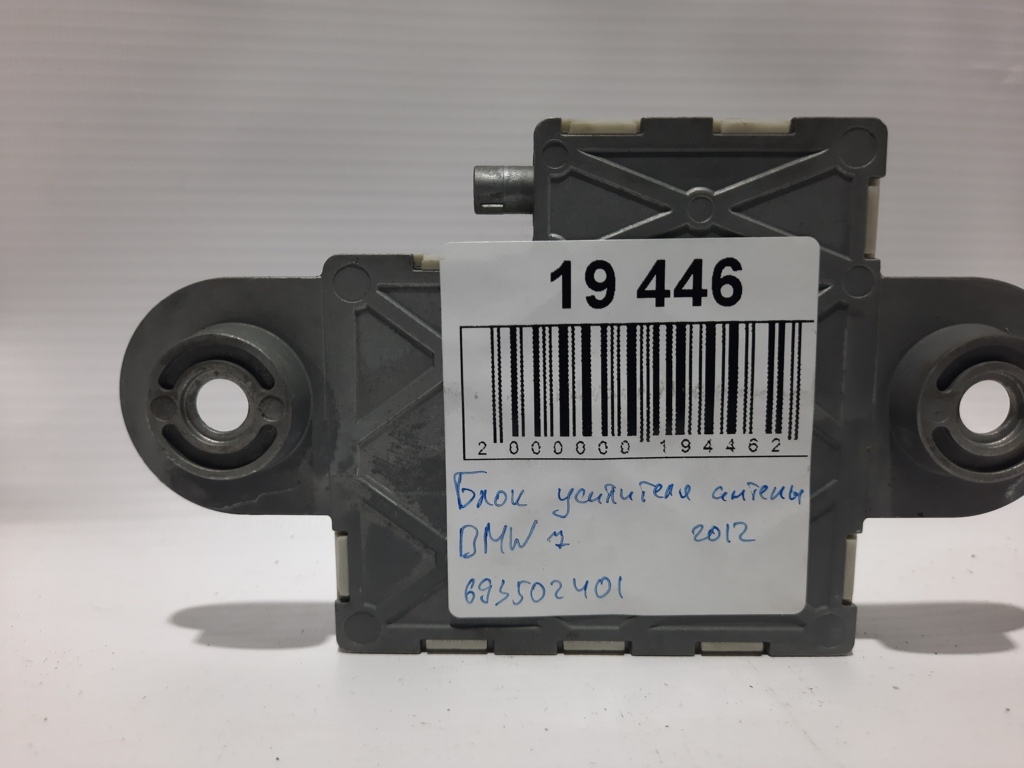 19 446
2 000000 194462
Блок усилителя антены
BMW 7 2012
693502401